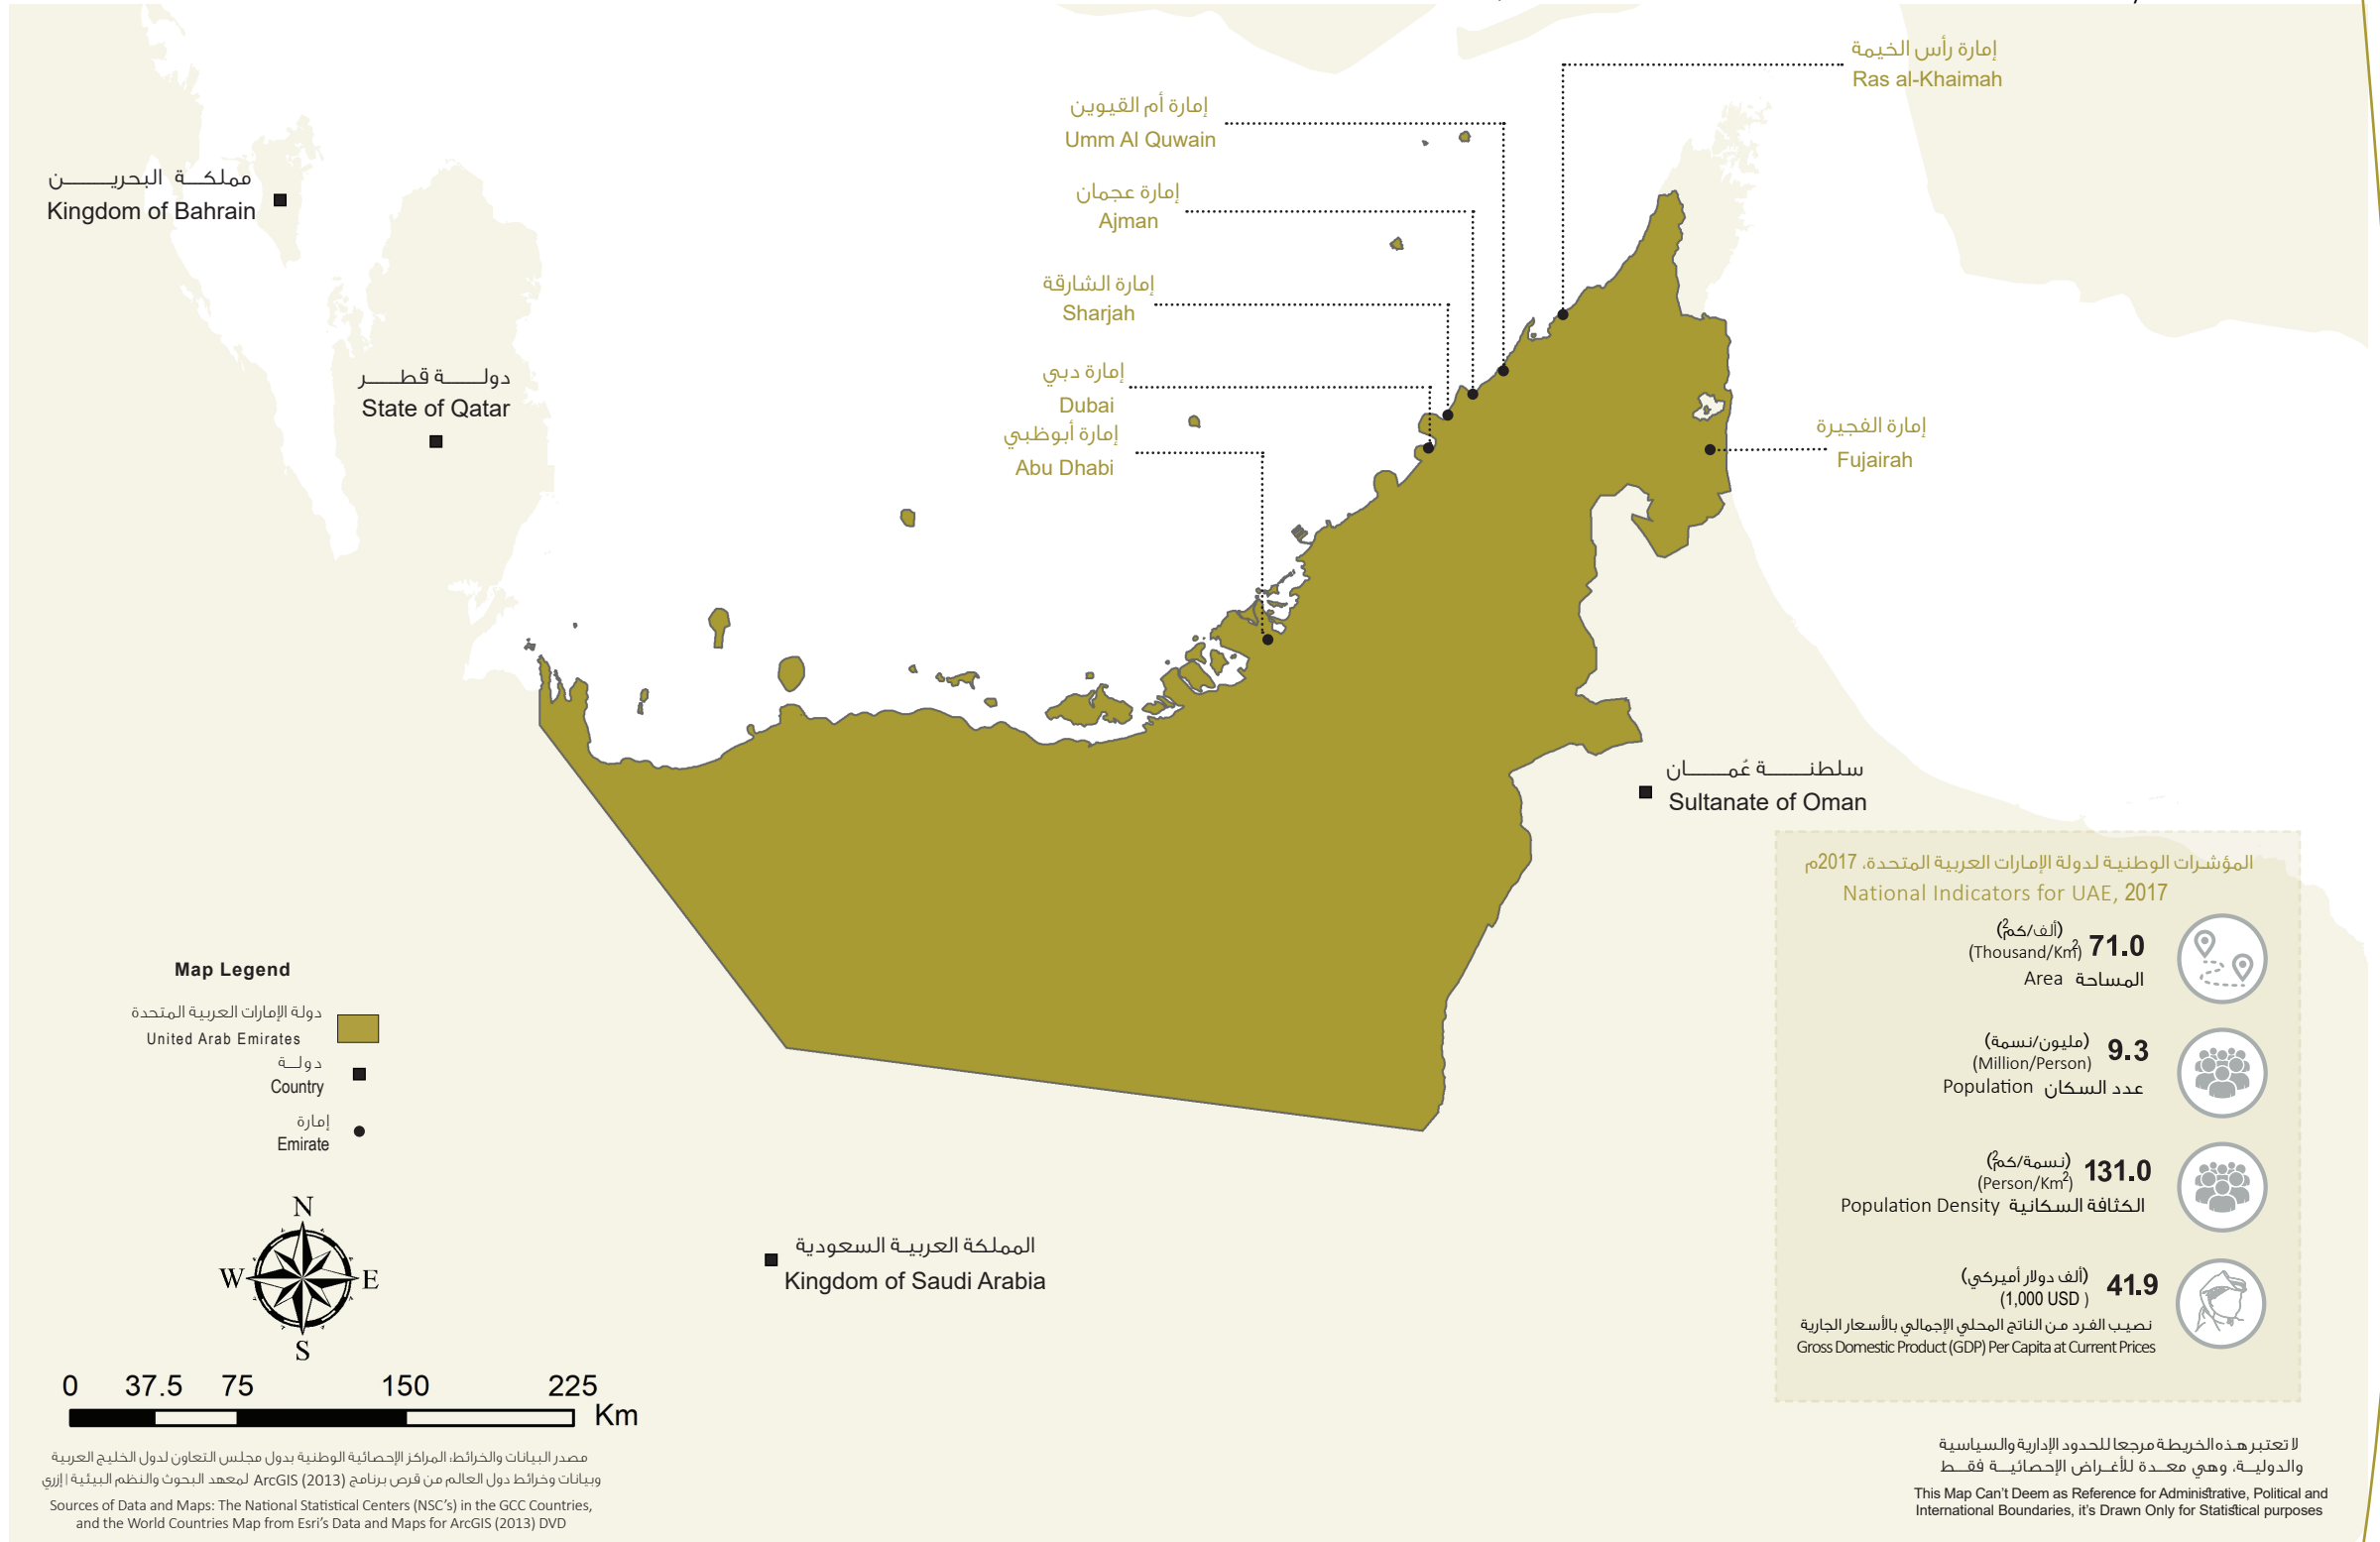 إمارة رأس الخيمة
Ras al-Khaimah
إمارة أم القيوين
Umm Al Quwain
إمارة عجمان
Ajman
إمارة الشارقة
Sharjah
إمارة دبي
Dubai
إمارة أبوظبي
Abu Dhabi
إمارة الفجيرة
Fujairah
مملكة البحرين
Kingdom of Bahrain
دولة قطر
State of Qatar
سلطنة عُمان
Sultanate of Oman
المملكة العربية السعودية
Kingdom of Saudi Arabia
المؤشرات الوطنية لدولة الإمارات العربية المتحدة، 2017م
National Indicators for UAE, 2017
(ألف/كم2)
(Thousand/Km2) 71.0
Area المساحة
(مليون/نسمة)
(Million/Person) 9.3
Population عدد السكان
(نسمة/كم2)
(Person/Km2) 131.0
Population Density الكثافة السكانية
(ألف دولار أميركي)
(1,000 USD ) 41.9
نصيب الفرد من الناتج المحلي الإجمالي بالأسعار الجارية
Gross Domestic Product (GDP) Per Capita at Current Prices
Map Legend
دولة الإمارات العربية المتحدة
United Arab Emirates
دولة
Country
إمارة
Emirate
N
W E
S
0 37.5 75 150 225
Km
مصدر البيانات والخرائط: المراكز الإحصائية الوطنية بدول مجلس التعاون لدول الخليج العربية
وبيانات وخرائط دول العالم من قرص برنامج ArcGIS (2013) لمعهد البحوث والنظم البيئية | إزري
Sources of Data and Maps: The National Statistical Centers (NSC's) in the GCC Countries,
and the World Countries Map from Esri's Data and Maps for ArcGIS (2013) DVD
لا تعتبر هذه الخريطة مرجعا للحدود الإدارية والسياسية
والدولية، وهي معدة للأغراض الإحصائية فقط
This Map Can't Deem as Reference for Administrative, Political and
International Boundaries, it's Drawn Only for Statistical purposes